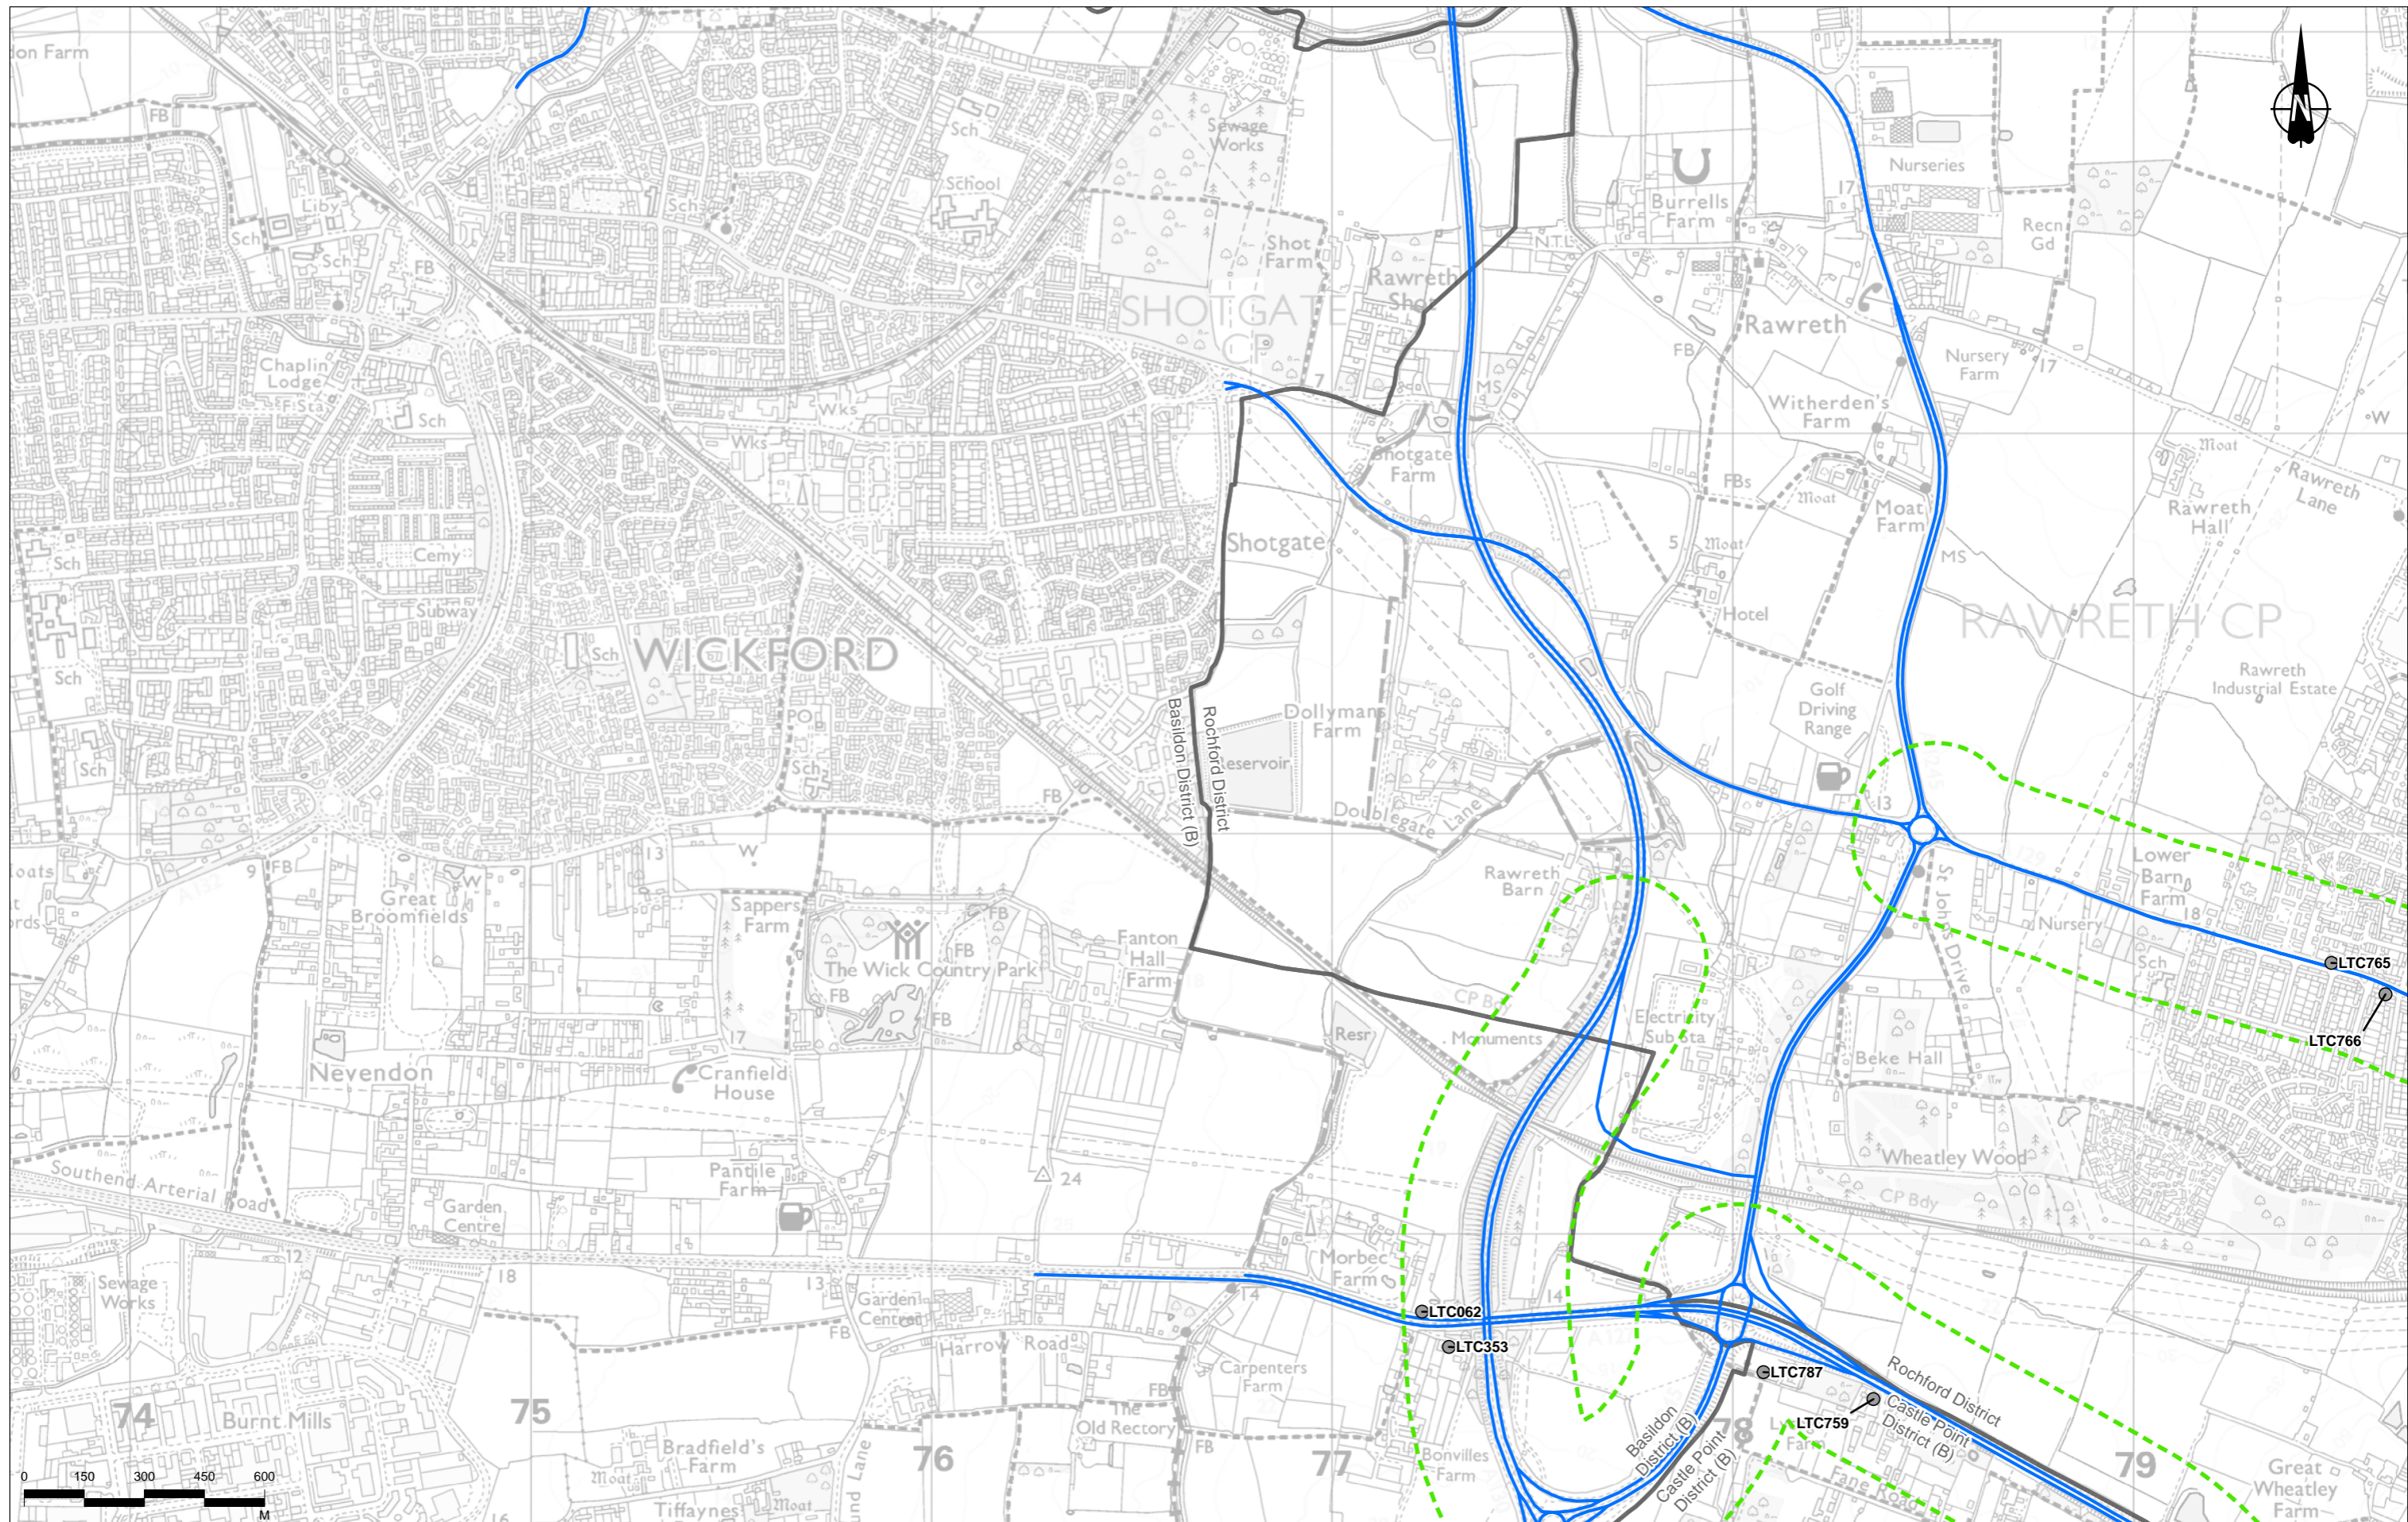 don Farm
FB
Sch
Sewage
Works
School
Sch
Liby
Sch
Sch
FB
Shot
Farm
Rawreth
SHOTGATE
CP
N.T.L
Burrells
Farm
17
Nurseries
Recn
Gd
N
Rawreth
FB
Nursery
Farm
17
Chaplin
Lodge
F Sta
Sch
Wks
Wks
7
MS
Witherden's
Farm
W
Moat
Rawreth
Lane
Shotgate
Farm
FBs
Moat
Moat
Farm
Rawreth
Hall
Sch
Cemy
Shotgate
5
Moat
MS
Subway
Hotel
RAWRETH CP
Sch
WICKFORD
Sch
Rawreth
Industrial Estate
Golf
Driving
Range
PO
Basildon District (B)
Rochford District
Dollymans
Farm
Reservoir
Sch
Sch
FB
Doublegate Lane
13
13
W
9
FB
W
A 132
Great
Broomfields
Sappers
Farm
FB
Rawreth
Barn
St John's Drive
129
Lower
Barn
Farm
18
Nursery
Fanton
Hall
Farm
FB
The Wick Country Park
FB
FB
Sch
LTC765
LTC766
CP Bdy
Resr
Monuments
Electricity
Sub Sta
Beke Hall
17
Nevendon
Cranfield
House
Wheatley Wood
CP Bdy
Southend Arterial Road
Pantile
Farm
24
Garden
Centre
12
18
13
Sewage
Works
Garden
Centre
Morbec
Farm
14
14
LTC062
LTC353
FB
Harrow Road
Carpenters
Farm
LTC787
LTC759
Rochford District
Castle Point
District (B)
Basildon
District (B)
Castle Point
District (B)
74
Burnt Mills
75
76
77
78
79
FB
The
Old Rectory
FB
Bradfield's
Farm
Moat
Tiffaynes
Moat
Bonvilles
Farm
Fane Road
Great
Wheatley
Farm
16
0 150 300 450 600
M